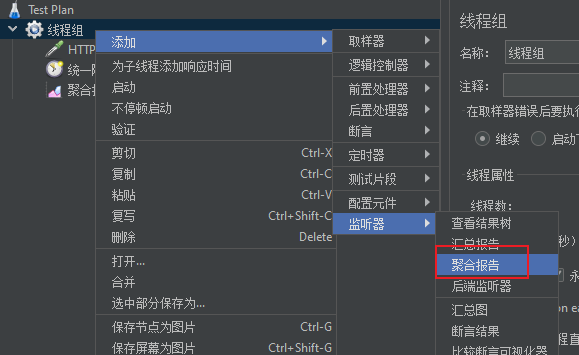 Test Plan
线程组
HTTP
统一
聚合
添加
为子线程添加响应时间
启动
不停顿启动
验证
剪切 Ctrl-X
复制 Ctrl-C
粘贴 Ctrl-V
复写 Ctrl+Shift-C
删除 Delete
打开...
合并
选中部分保存为...
保存节点为图片 Ctrl-G
保存屏幕为图片 Ctrl+Shift-G
取样器
逻辑控制器
前置处理器
后置处理器
断言
定时器
测试片段
配置元件
监听器
查看结果树
汇总报告
聚合报告
后端监听器
汇总图
断言结果
比较断言可视化器
线程组
名称: 线程组
注释:
在取样器错误后要执行
继续 启动
线程属性
线程数:
秒)
永
on ea
程直